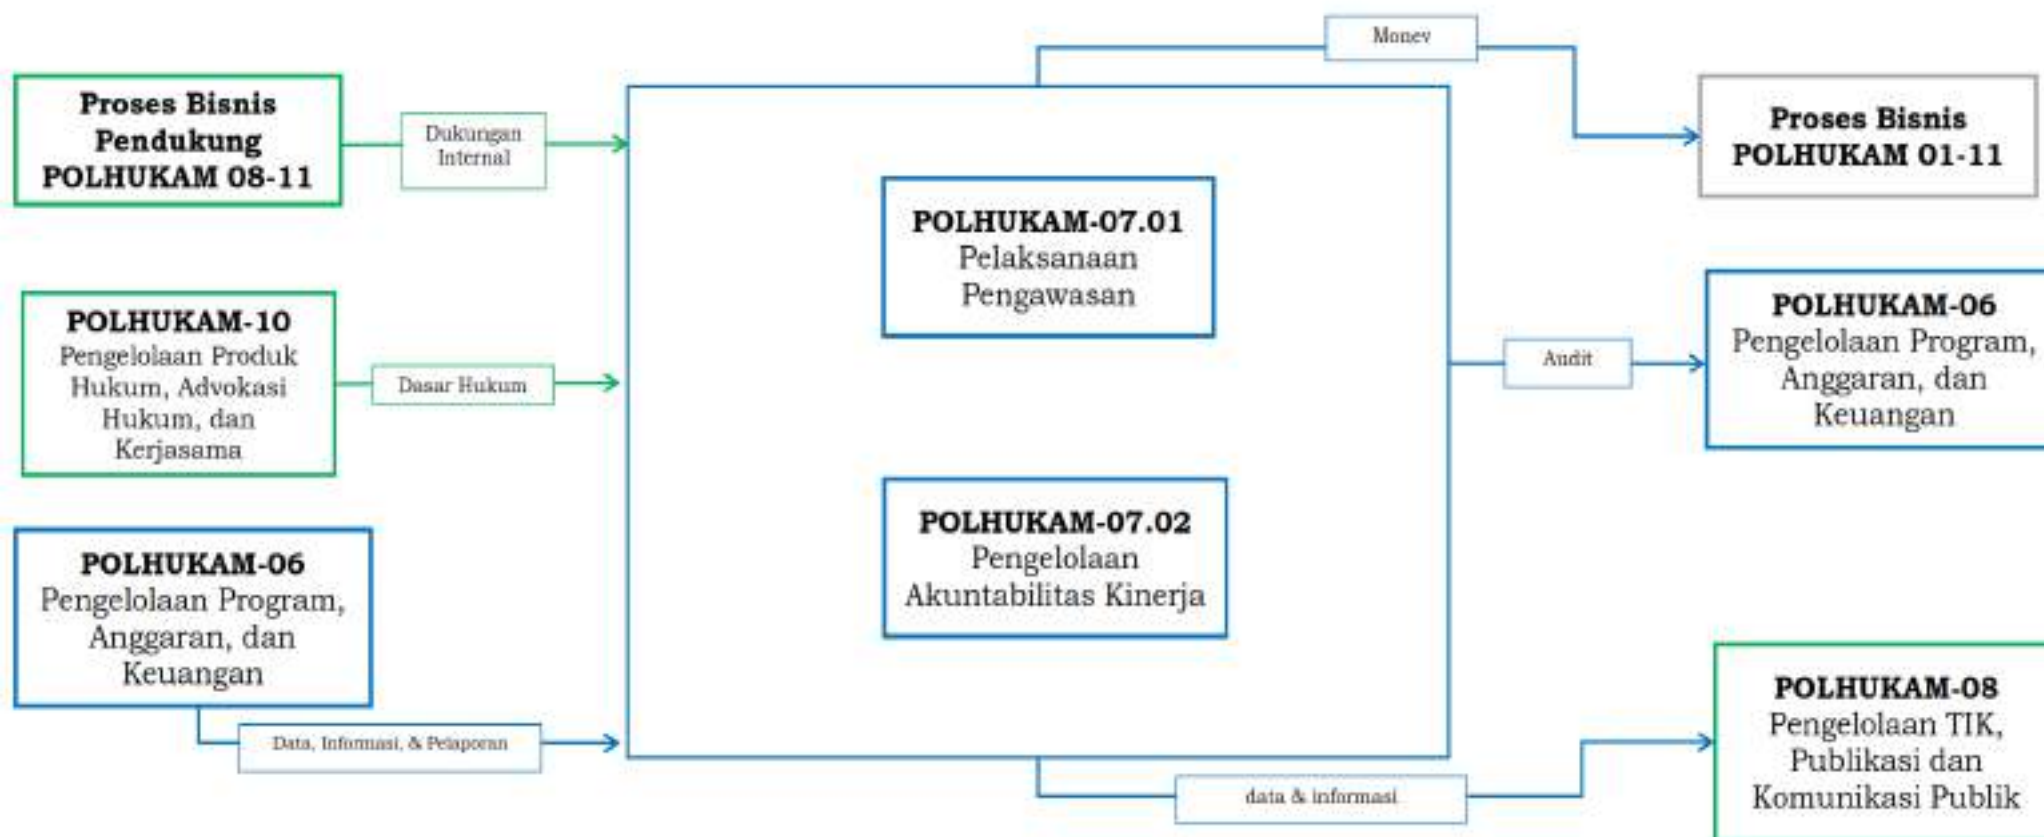 Monev
Proses Bisnis
Pendukung
POLHUKAM 08-11
Dukungan
Internal
Proses Bisnis
POLHUKAM 01-11
POLHUKAM-07.01
Pelaksanaan
Pengawasan
POLHUKAM-10
Pengelolaan Produk
Hukum, Advokasi
Hukum, dan
Kerjasama
Dasar Hukum
Audit
POLHUKAM-06
Pengelolaan Program,
Anggaran, dan
Keuangan
POLHUKAM-07.02
Pengelolaan
Akuntabilitas Kinerja
POLHUKAM-06
Pengelolaan Program,
Anggaran, dan
Keuangan
Data, Informasi, & Pelaporan
data & informasi
POLHUKAM-08
Pengelolaan TIK,
Publikasi dan
Komunikasi Publik